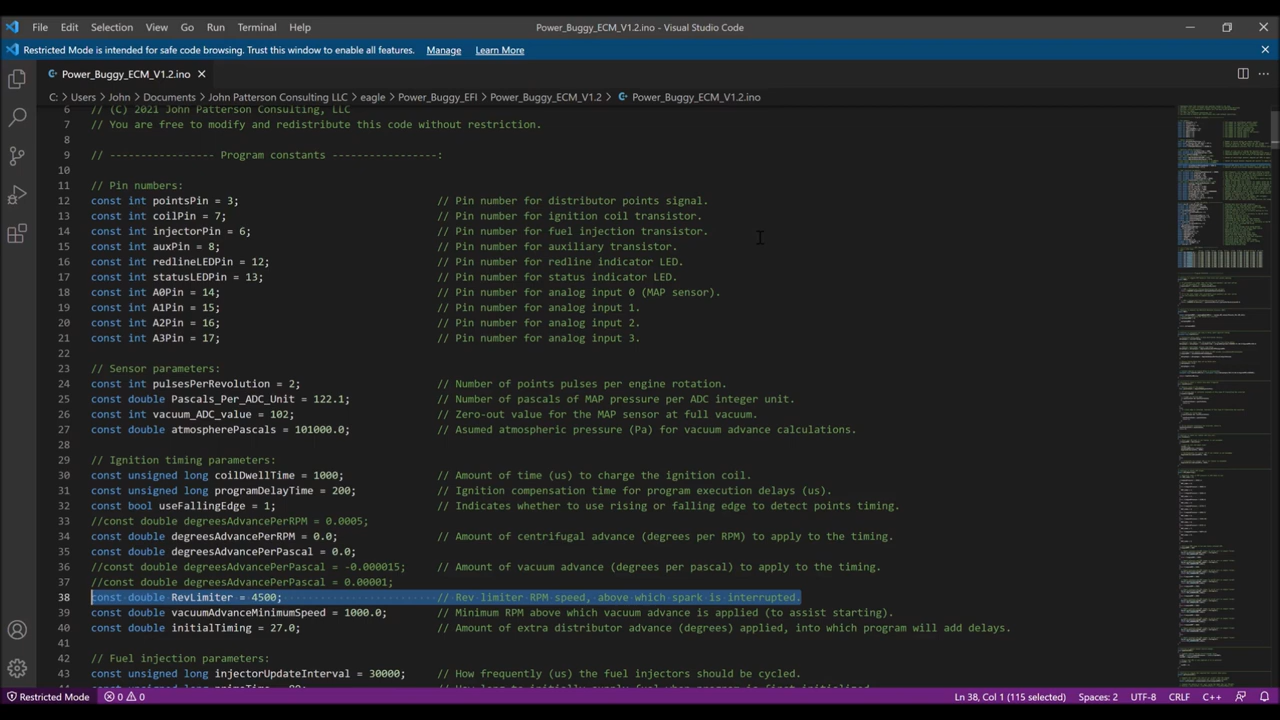 File Edit Selection View Go Run Terminal Help Power_Buggy_ECM_V1.2.ino - Visual Studio Code
Restricted Mode is intended for safe code browsing. Trust this window to enable all features. Manage Learn More
Power_Buggy_ECM_V1.2.ino
C: > Users > John > Documents > John Patterson Consulting LLC > eagle > Power_Buggy_EFI > Power_Buggy_ECM_V1.2 > Power_Buggy_ECM_V1.2.ino
6 // (C) 2021 John Patterson Consulting, LLC
7 // You are free to modify and redistribute this code without restriction.
8
9 // ----------------- Program constants -----------------:
10
11 // Pin numbers:
12 const int pointsPin = 3; // Pin number for distributor points signal.
13 const int coilPin = 7; // Pin number for ignition coil transistor.
14 const int injectorPin = 6; // Pin number for fuel injection transistor.
15 const int auxPin = 8; // Pin number for auxiliary transistor.
16 const int redlineLEDPin = 12; // Pin number for redline indicator LED.
17 const int statusLEDPin = 13; // Pin number for status indicator LED.
18 const int A0Pin = 14; // Pin number for analog input 0 (MAP sensor).
19 const int A1Pin = 15; // Pin number for analog input 1.
20 const int A2Pin = 16; // Pin number for analog input 2.
21 const int A3Pin = 17; // Pin number for analog input 3.
22
23 // Sensor parameters:
24 const int pulsesPerRevolution = 2; // Number of points pulses per engine rotation.
25 const double Pascals_Per_ADC_Unit = 122.1; // Number of Pascals of MAP pressure per ADC integer unit.
26 const int vacuum_ADC_value = 102; // Zero ADC value for the MAP sensor at full vacuum.
27 const double atmospherePascals = 101000.0; // Asume atmospheric pressure (Pa) for vacuum advance calculations.
28
29 // Ignition timing parameters:
30 const unsigned long coilDwellTime = 1000; // Amount of time (us) to charge the ignition coil.
31 const unsigned long programDelayTime = 200; // Ignition compensation time for program execution delays (us).
32 const bool useFallingEdge = 1; // Indicates whether to use rising or falling edge to detect points timing.
33 //const double degreesAdvancePerRPM = 0.0005;
34 const double degreesAdvancePerRPM = 0.0; // Amount of centrifugal advance (degrees per RPM) to apply to the timing.
35 const double degreesAdvancePerPascal = 0.0;
36 //const double degreesAdvancePerPascal = -0.000015; // Amount of vacuum advance (degrees per pascal) to apply to the timing.
37 //const double degreesAdvancePerPascal = 0.00001;
38 const double RevLimiter = 4500; // Rev limiter RPM speed, above which spark is interrupted.
39 const double vacuumAdvanceMinimumSpeed = 1000.0; // Minimum RPM above which vacuum advance is applied (to assist starting).
40 const double initialTiming = 27.0; // Amount of extra distributor advance (degrees) built into which program will add delays.
41
42 // Fuel injection parameters:
43 const unsigned long injectorUpdateInterval = 30000; // How frequently (us) the fuel injectors should be cycled.
Restricted Mode 0 0 Ln 38, Col 1 (115 selected) Spaces: 2 UTF-8 CRLF C++